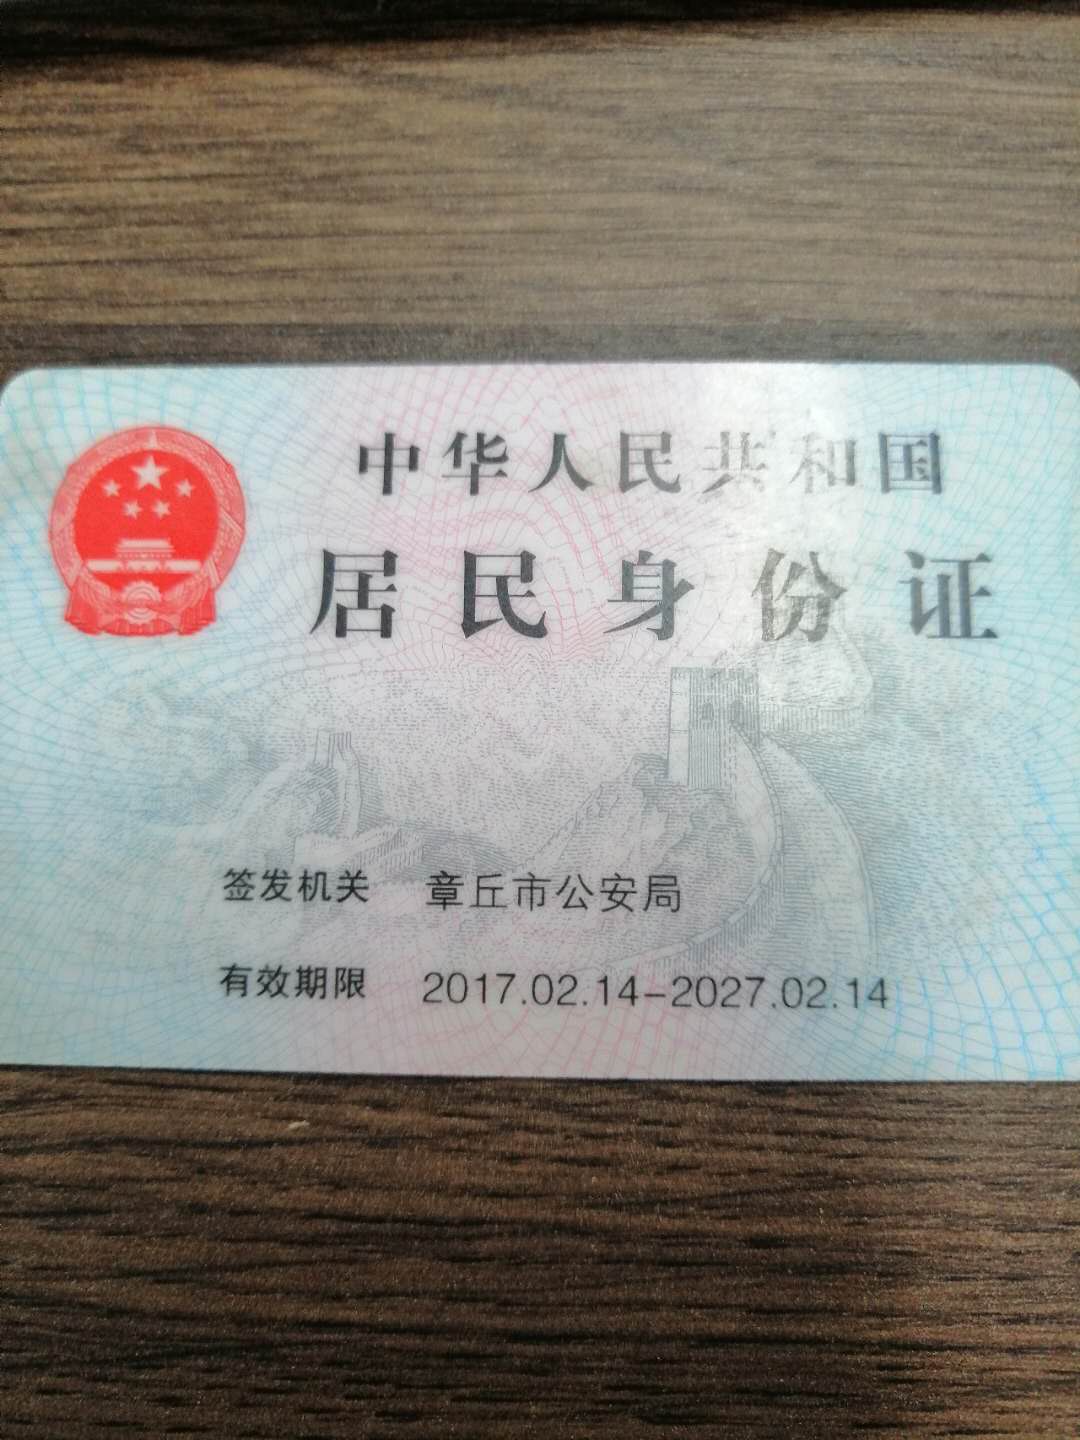 中华人民共和国
居民身份证
签发机关 章丘市公安局
有效期限 2017.02.14-2027.02.14